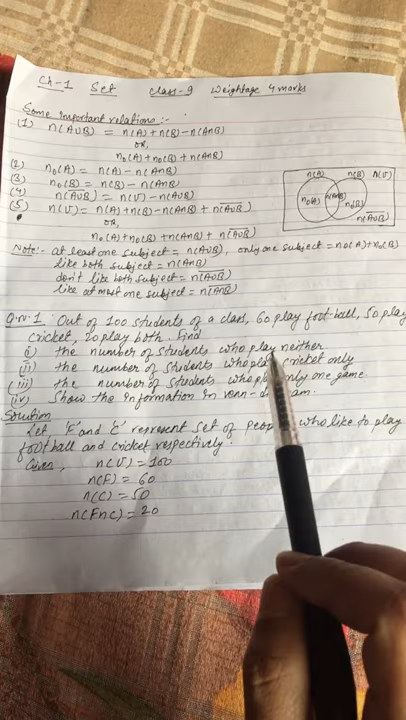 Ch-1 Set Class-9 Weightage 4 marks
Some important relations :-
(1) n(A∪B) = n(A)+n(B)-n(A∩B)
or,
n₀(A)+n₀(B)+n(A∩B)
(2) n₀(A) = n(A) - n(A∩B)
(3) n₀(B) = n(B) - n(A∩B)
(4) n(A∪B)‾ = n(U) - n(A∪B)
(5) n(U) = n(A)+n(B)-n(A∩B) + n(A∪B)‾
or,
n₀(A)+n₀(B)+n(A∩B)+ n(A∪B)‾
n(A) n(B) n(U)
n₀(A) n(A∩B) n₀(B)
n(A∪B)‾
Note:- at least one subject = n(A∪B), only one subject = n₀(A)+n₀(B)
like both subject = n(A∩B)
don't like both subject = n(A∪B)‾
like at most one subject = n(A∩B)‾
Q.N.1 Out of 100 students of a class, 60 play foot-ball, 50 play
cricket, 20 play both. Find
(i) the number of students who play neither.
(ii) the number of students who play cricket only
(iii) the number of students who only one game.
(iv) Show the information in venn-
Solution
Let 'F' and 'C' represent set of who like to play
foot ball and cricket respectively.
Given, n(U) = 100
n(F) = 60
n(C) = 50
n(F∩C) = 20